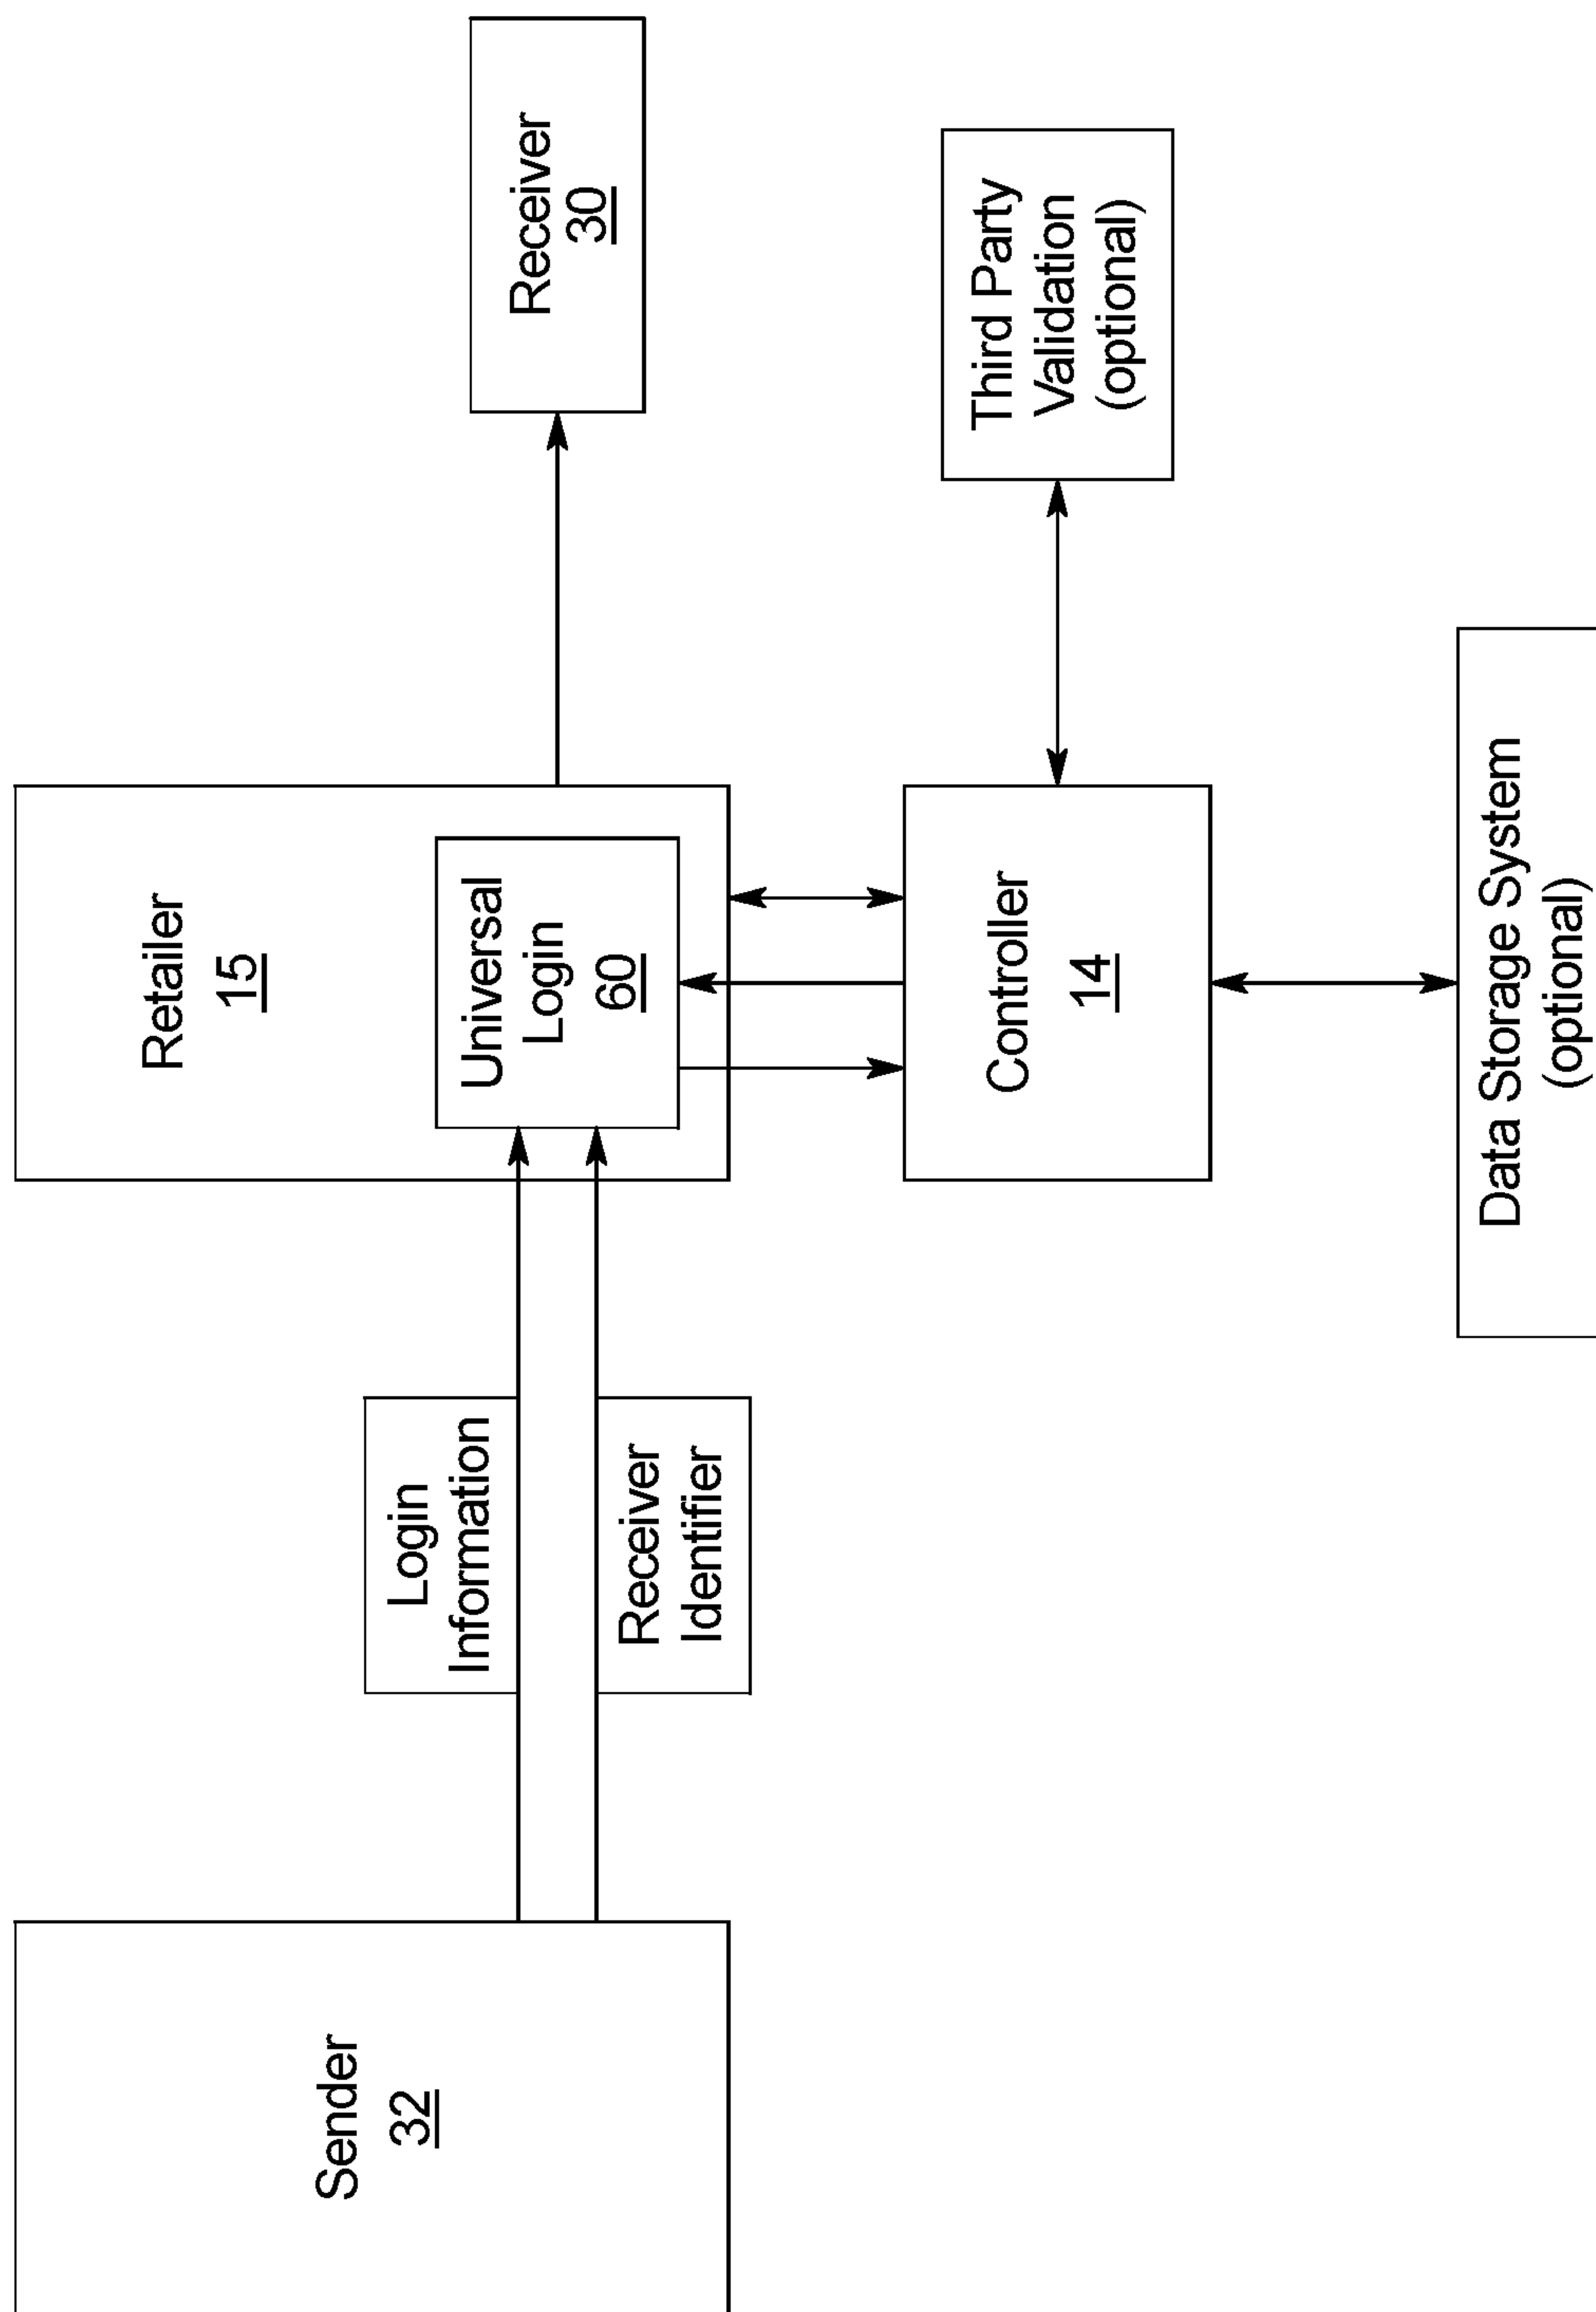 Sender
32
Login
Information
Receiver
Identifier
Retailer
15
Universal
Login
60
Receiver
30
Controller
14
Third Party
Validation
(optional)
Data Storage System
(optional)